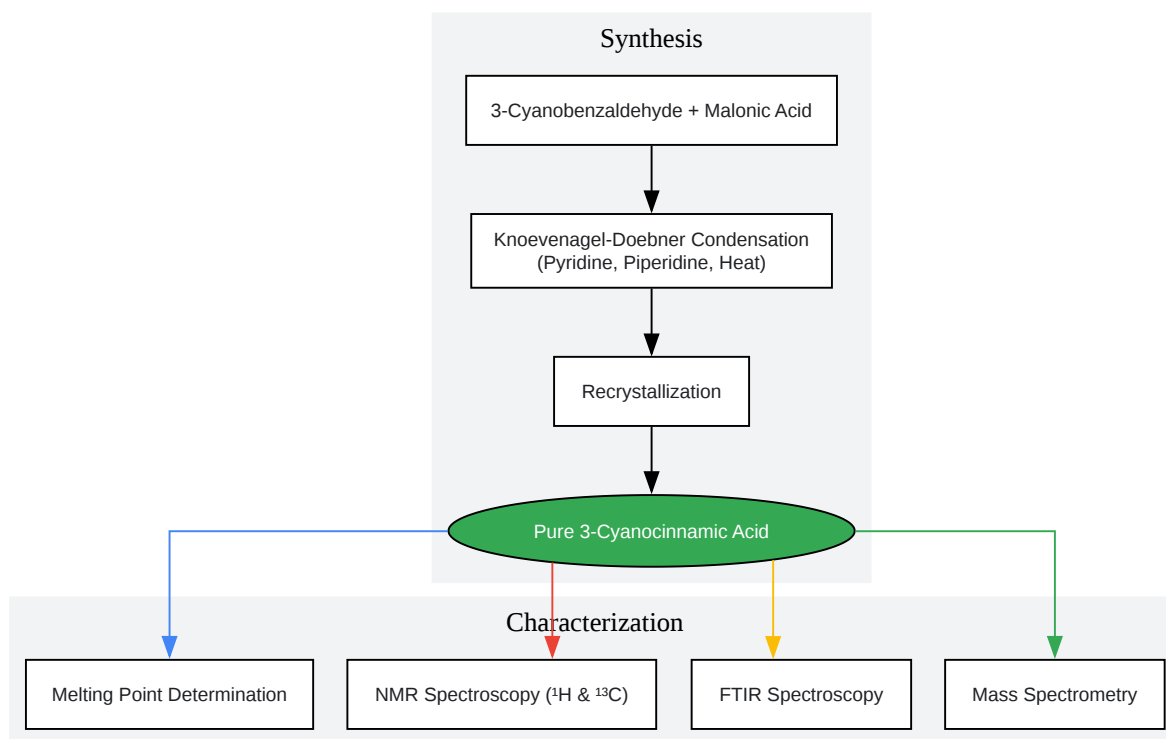 Synthesis
3-Cyanobenzaldehyde + Malonic Acid
Knoevenagel-Doebner Condensation
(Pyridine, Piperidine, Heat)
Recrystallization
Pure 3-Cyanocinnamic Acid
Characterization
Melting Point Determination
NMR Spectroscopy (¹H & ¹³C)
FTIR Spectroscopy
Mass Spectrometry